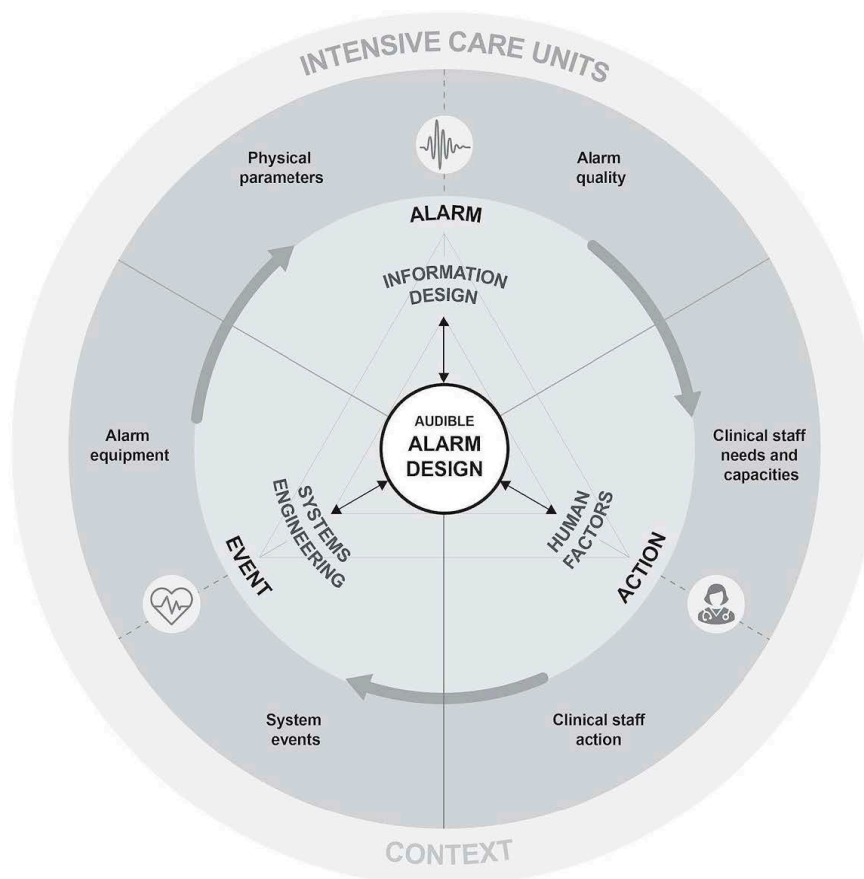 INTENSIVE CARE UNITS
Physical
parameters
Alarm
quality
ALARM
INFORMATION
DESIGN
AUDIBLE
ALARM
DESIGN
Alarm
equipment
Clinical staff
needs and
capacities
SYSTEMS
ENGINEERING
HUMAN
FACTORS
EVENT
ACTION
System
events
Clinical staff
action
CONTEXT